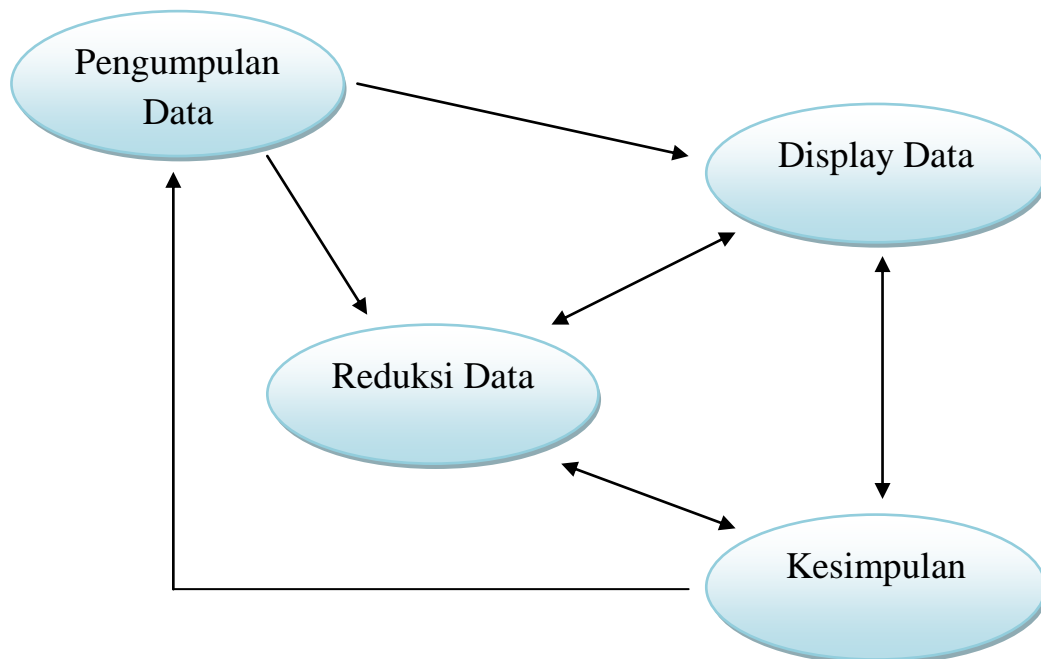 Pengumpulan
Data
Display Data
Reduksi Data
Kesimpulan